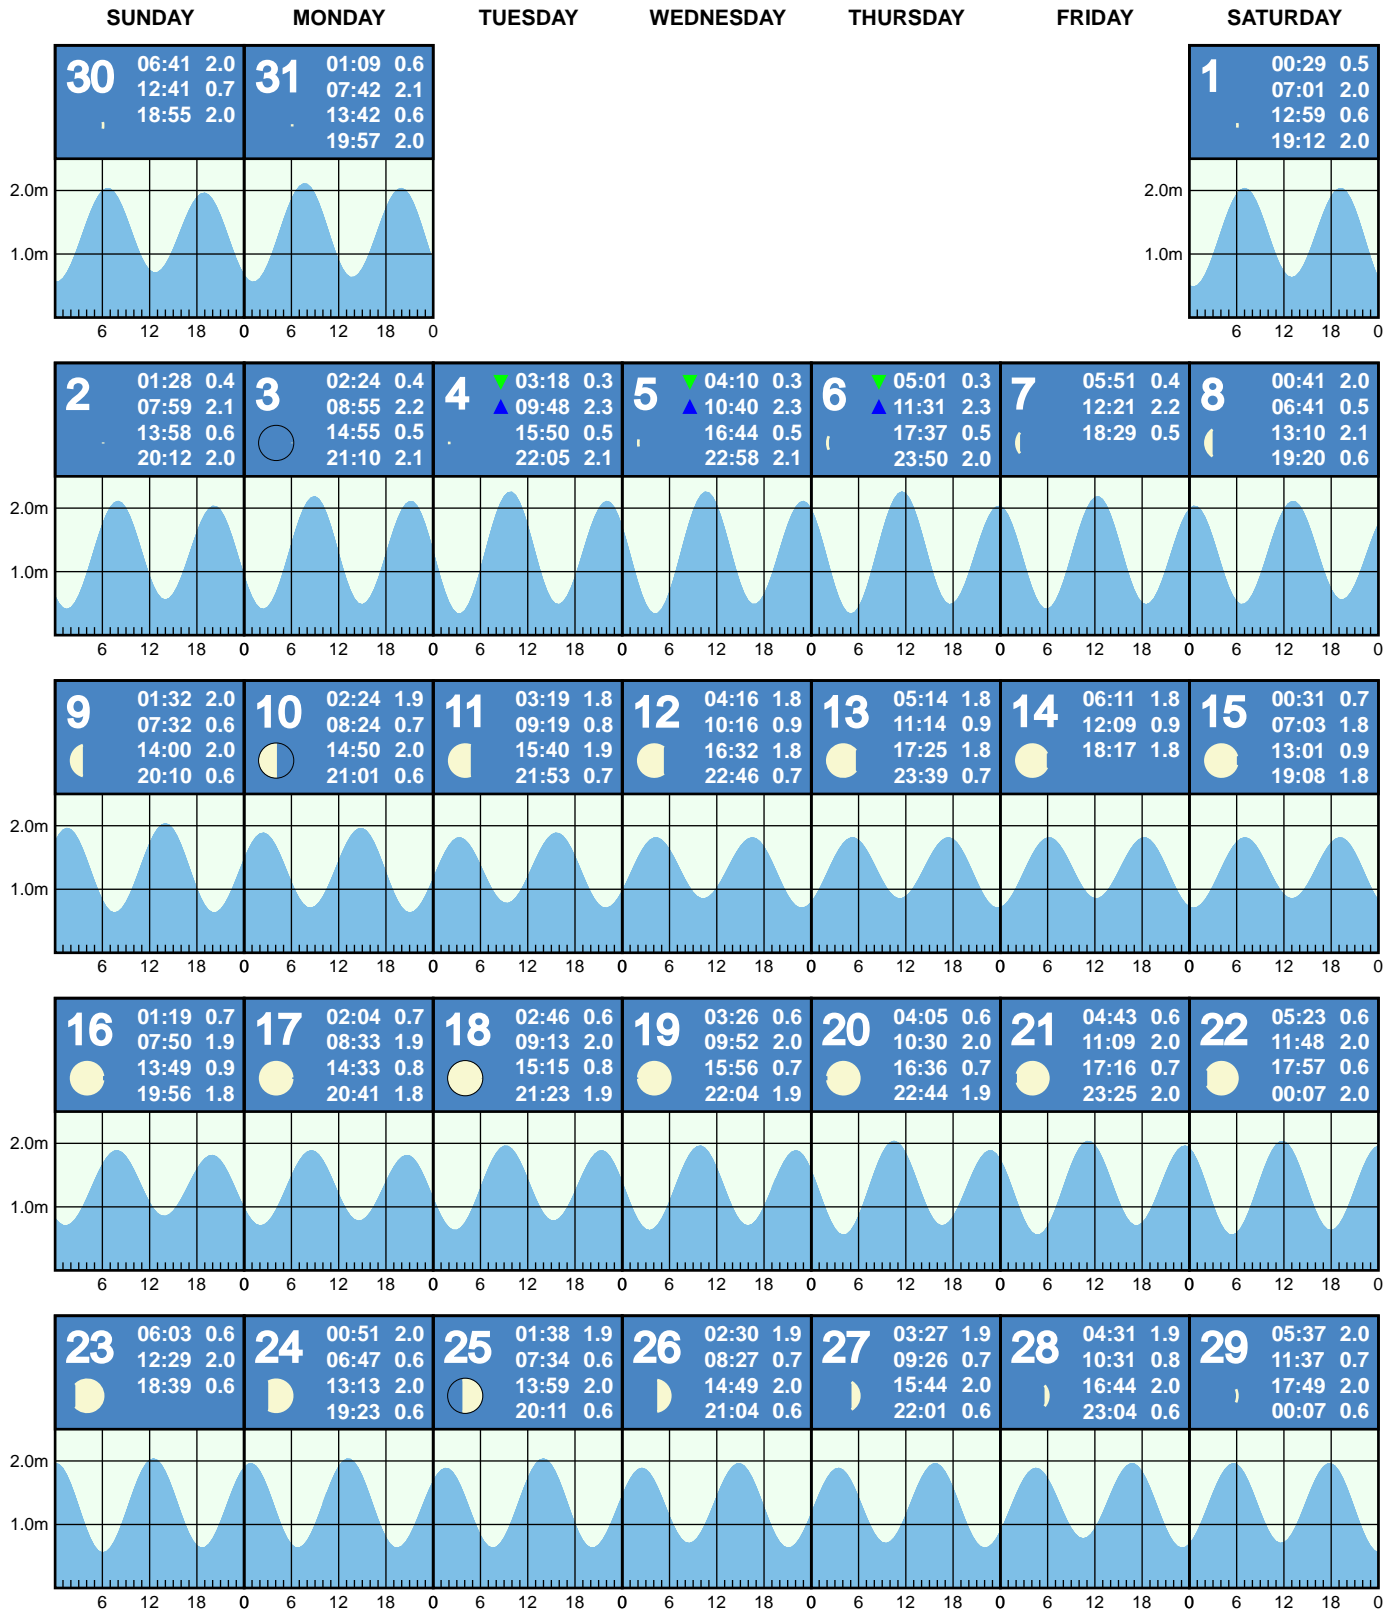 SUNDAY MONDAY TUESDAY WEDNESDAY THURSDAY FRIDAY SATURDAY
30 06:41 2.0
12:41 0.7
18:55 2.0
31 01:09 0.6
07:42 2.1
13:42 0.6
19:57 2.0
1 00:29 0.5
07:01 2.0
12:59 0.6
19:12 2.0
2.0m 2.0m
1.0m 1.0m
6 12 18 0 6 12 18 0 6 12 18 0
2 01:28 0.4
07:59 2.1
13:58 0.6
20:12 2.0
3 02:24 0.4
08:55 2.2
14:55 0.5
21:10 2.1
4 03:18 0.3
09:48 2.3
15:50 0.5
22:05 2.1
5 04:10 0.3
10:40 2.3
16:44 0.5
22:58 2.1
6 05:01 0.3
11:31 2.3
17:37 0.5
23:50 2.0
7 05:51 0.4
12:21 2.2
18:29 0.5
8 00:41 2.0
06:41 0.5
13:10 2.1
19:20 0.6
2.0m
1.0m
6 12 18 0 6 12 18 0 6 12 18 0 6 12 18 0 6 12 18 0 6 12 18 0 6 12 18 0
9 01:32 2.0
07:32 0.6
14:00 2.0
20:10 0.6
10 02:24 1.9
08:24 0.7
14:50 2.0
21:01 0.6
11 03:19 1.8
09:19 0.8
15:40 1.9
21:53 0.7
12 04:16 1.8
10:16 0.9
16:32 1.8
22:46 0.7
13 05:14 1.8
11:14 0.9
17:25 1.8
23:39 0.7
14 06:11 1.8
12:09 0.9
18:17 1.8
15 00:31 0.7
07:03 1.8
13:01 0.9
19:08 1.8
2.0m
1.0m
6 12 18 0 6 12 18 0 6 12 18 0 6 12 18 0 6 12 18 0 6 12 18 0 6 12 18 0
16 01:19 0.7
07:50 1.9
13:49 0.9
19:56 1.8
17 02:04 0.7
08:33 1.9
14:33 0.8
20:41 1.8
18 02:46 0.6
09:13 2.0
15:15 0.8
21:23 1.9
19 03:26 0.6
09:52 2.0
15:56 0.7
22:04 1.9
20 04:05 0.6
10:30 2.0
16:36 0.7
22:44 1.9
21 04:43 0.6
11:09 2.0
17:16 0.7
23:25 2.0
22 05:23 0.6
11:48 2.0
17:57 0.6
00:07 2.0
2.0m
1.0m
6 12 18 0 6 12 18 0 6 12 18 0 6 12 18 0 6 12 18 0 6 12 18 0 6 12 18 0
23 06:03 0.6
12:29 2.0
18:39 0.6
24 00:51 2.0
06:47 0.6
13:13 2.0
19:23 0.6
25 01:38 1.9
07:34 0.6
13:59 2.0
20:11 0.6
26 02:30 1.9
08:27 0.7
14:49 2.0
21:04 0.6
27 03:27 1.9
09:26 0.7
15:44 2.0
22:01 0.6
28 04:31 1.9
10:31 0.8
16:44 2.0
23:04 0.6
29 05:37 2.0
11:37 0.7
17:49 2.0
00:07 0.6
2.0m
1.0m
6 12 18 0 6 12 18 0 6 12 18 0 6 12 18 0 6 12 18 0 6 12 18 0 6 12 18 0